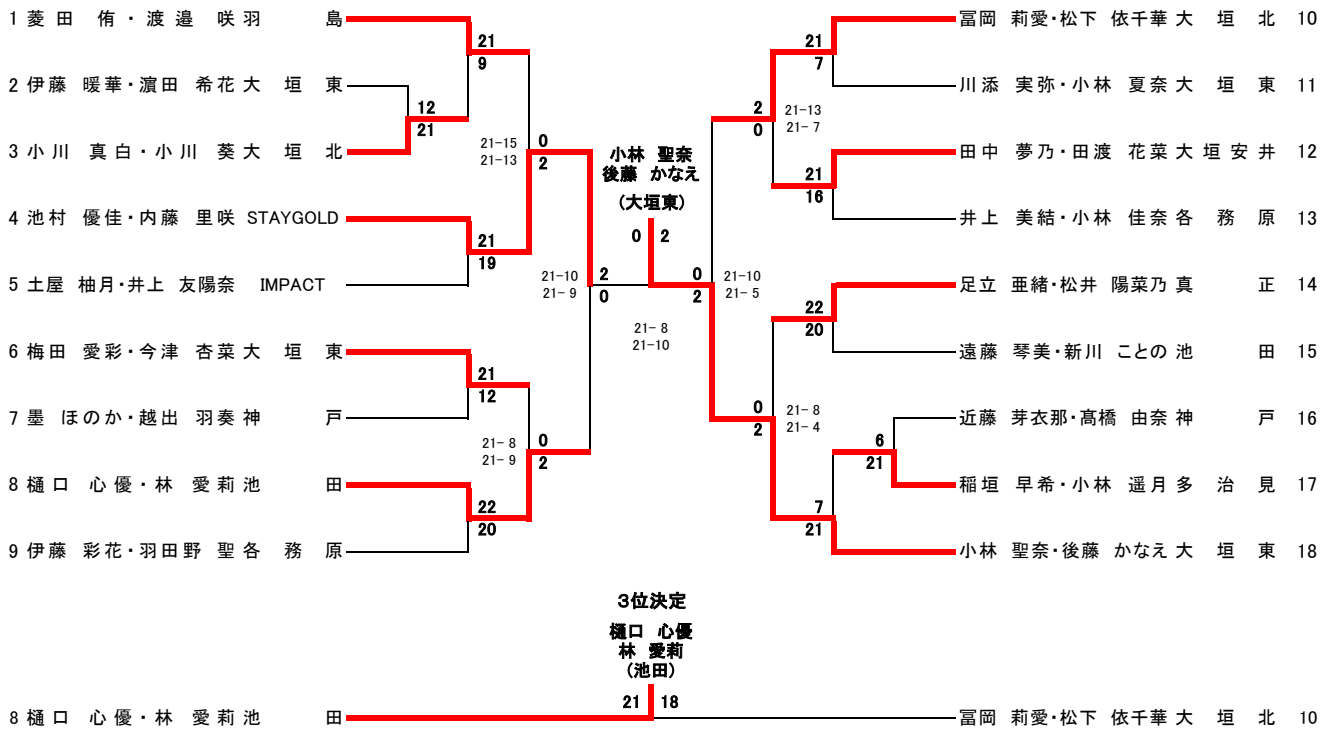 1 菱田 侑・渡邉 咲 羽島
2 伊藤 暖華・濵田 希花 大垣東
3 小川 真白・小川 葵 大垣北
4 池村 優佳・内藤 里咲 STAYGOLD
5 土屋 柚月・井上 友陽奈 IMPACT
6 梅田 愛彩・今津 杏菜 大垣東
7 墨 ほのか・越出 羽奏 神戸
8 樋口 心優・林 愛莉 池田
9 伊藤 彩花・羽田野 聖 各務原
21
9
12
21
21-15
21-13
0
2
21
19
21-10
21- 9
2
0
21
12
21- 8
21- 9
0
2
22
20
小林 聖奈
後藤 かなえ
(大垣東)
0 2
21- 8
21-10
冨岡 莉愛・松下 依千華 大垣北 10
川添 実弥・小林 夏奈 大垣東 11
田中 夢乃・田渡 花菜 大垣安井 12
井上 美結・小林 佳奈 各務原 13
足立 亜緒・松井 陽菜乃 真正 14
遠藤 琴美・新川 ことの 池田 15
近藤 芽衣那・髙橋 由奈 神戸 16
稲垣 早希・小林 遥月 多治見 17
小林 聖奈・後藤 かなえ 大垣東 18
21
7
2
0
21-13
21- 7
21
16
0
2
21-10
21- 5
22
20
0
2
21- 8
21- 4
6
21
7
21
3位決定
樋口 心優
林 愛莉
(池田)
21 18
8 樋口 心優・林 愛莉 池田
冨岡 莉愛・松下 依千華 大垣北 10